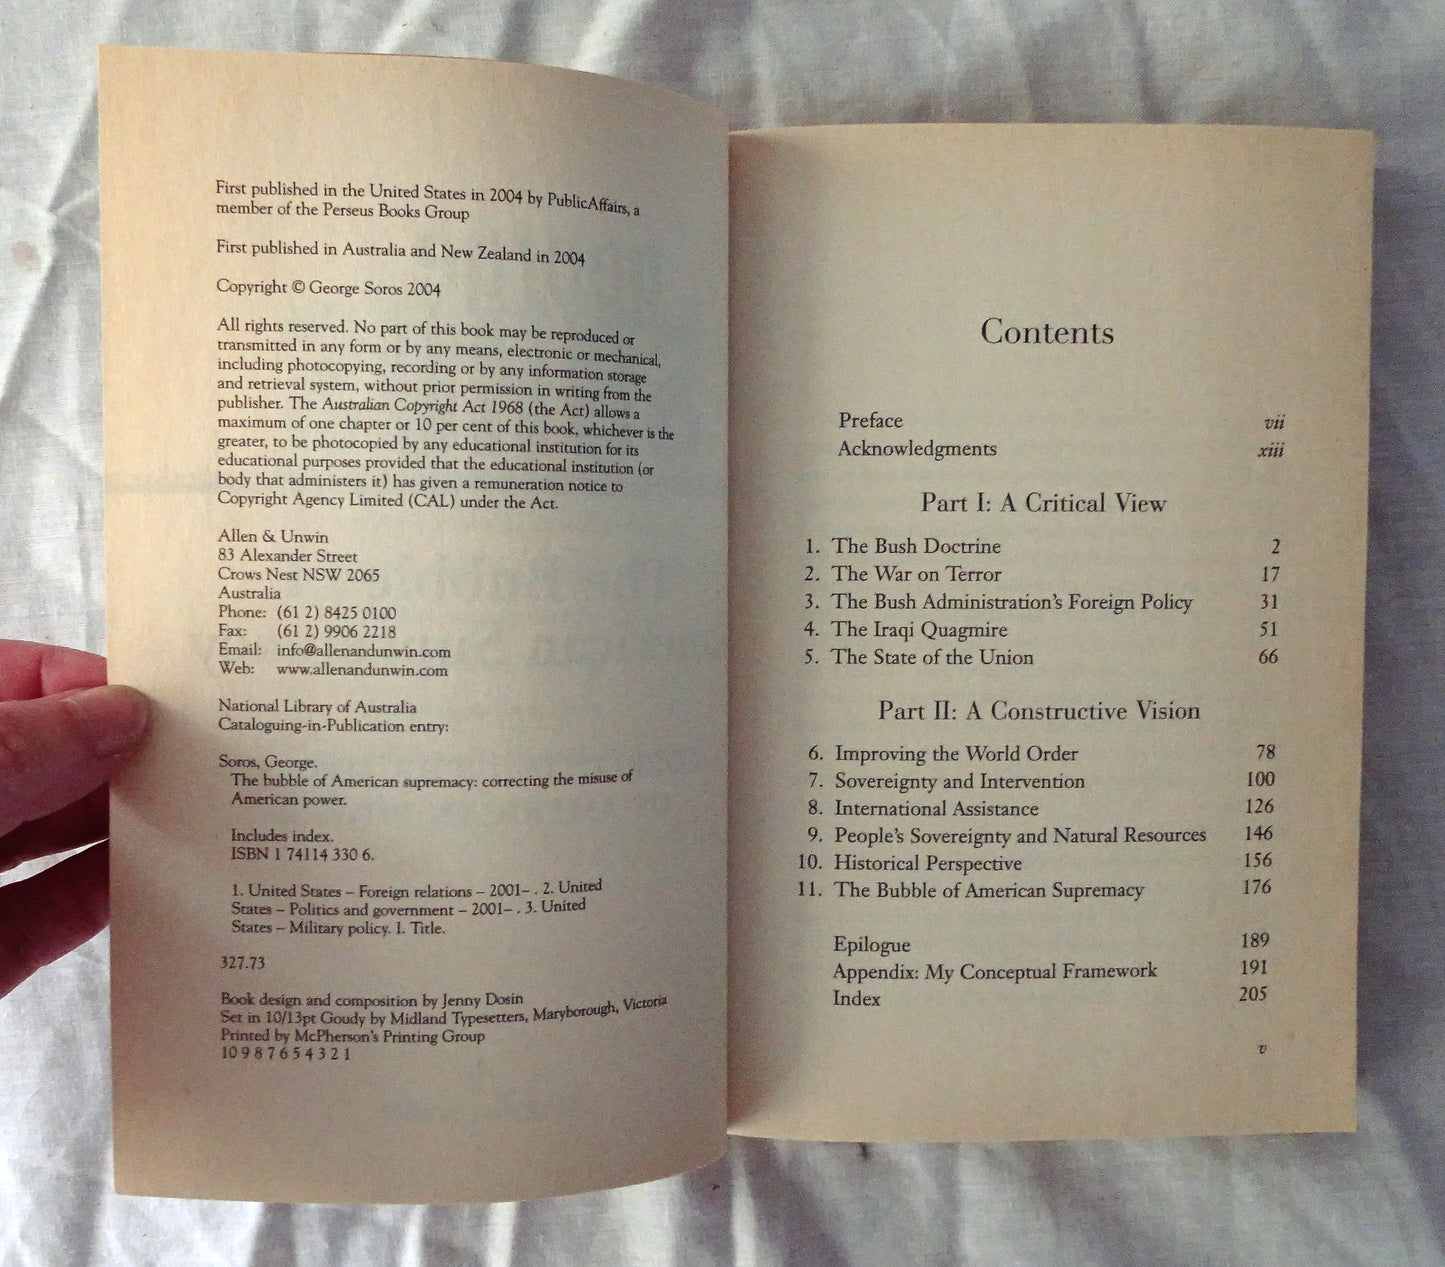 First published in the United States in 2004 by PublicAffairs, a
member of the Perseus Books Group
First published in Australia and New Zealand in 2004
Copyright © George Soros 2004
All rights reserved. No part of this book may be reproduced or
transmitted in any form or by any means, electronic or mechanical,
including photocopying, recording or by any information storage
and retrieval system, without prior permission in writing from the
publisher. The Australian Copyright Act 1968 (the Act) allows a
maximum of one chapter or 10 per cent of this book, whichever is the
greater, to be photocopied by any educational institution for its
educational purposes provided that the educational institution (or
body that administers it) has given a remuneration notice to
Copyright Agency Limited (CAL) under the Act.
Allen & Unwin
83 Alexander Street
Crows Nest NSW 2065
Australia
Phone: (61 2) 8425 0100
Fax: (61 2) 9906 2218
Email: info@allenandunwin.com
Web: www.allenandunwin.com
National Library of Australia
Cataloguing-in-Publication entry:
Soros, George.
The bubble of American supremacy: correcting the misuse of
American power.
Includes index.
ISBN 1 74114 330 6.
1. United States – Foreign relations – 2001– . 2. United
States – Politics and government – 2001– . 3. United
States – Military policy. I. Title.
327.73
Book design and composition by Jenny Dosin
Set in 10/13pt Goudy by Midland Typesetters, Maryborough, Victoria
Printed by McPherson's Printing Group
10 9 8 7 6 5 4 3 2 1
Contents
Preface vii
Acknowledgments xiii
Part I: A Critical View
1. The Bush Doctrine 2
2. The War on Terror 17
3. The Bush Administration's Foreign Policy 31
4. The Iraqi Quagmire 51
5. The State of the Union 66
Part II: A Constructive Vision
6. Improving the World Order 78
7. Sovereignty and Intervention 100
8. International Assistance 126
9. People's Sovereignty and Natural Resources 146
10. Historical Perspective 156
11. The Bubble of American Supremacy 176
Epilogue 189
Appendix: My Conceptual Framework 191
Index 205
v